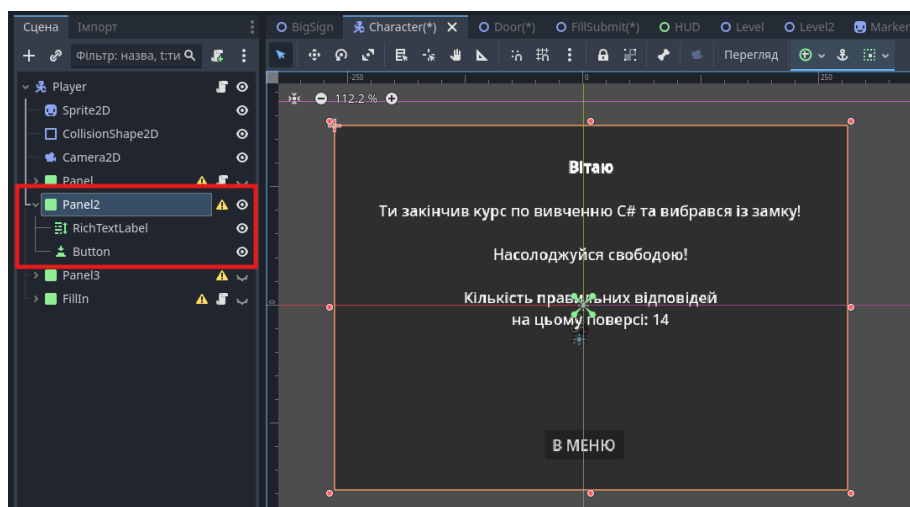 Сцена
Імпорт
BigSign
Character(*)
Door(*)
FillSubmit(*)
HUD
Level
Level2
Marker
Фільтр: назва, t:ти
Перегляд
Player
Sprite2D
CollisionShape2D
Camera2D
Panel
Panel2
RichTextLabel
Button
Panel3
FillIn
-250
0
250
112.2 %
0
Вітаю
Ти закінчив курс по вивченню C# та вибрався із замку!
Насолоджуйся свободою!
Кількість правильних відповідей
на цьому поверсі: 14
В МЕНЮ